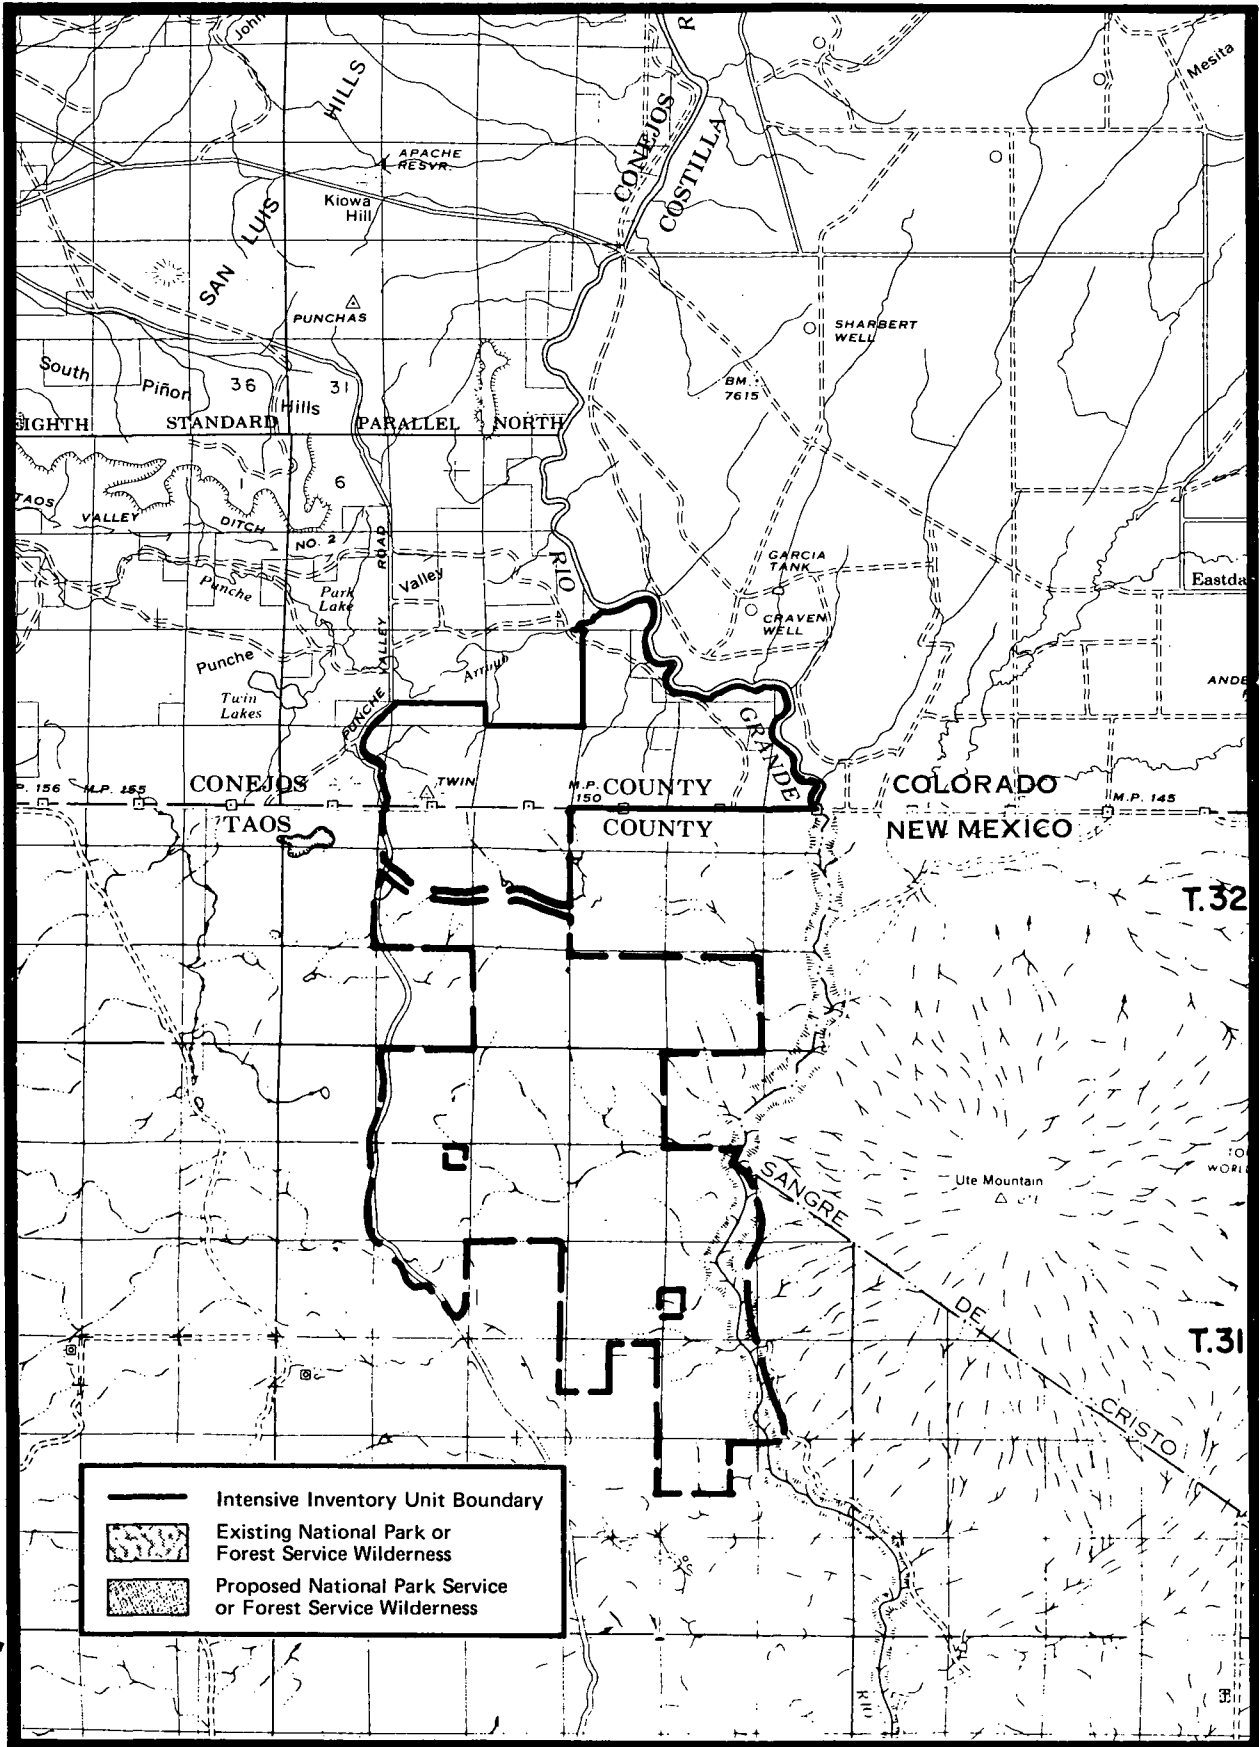 John
R
HILLS
CONEJOS
COSTILLA
Mesita
APACHE
RESVR.
Kiowa
Hill
SAN LUIS
PUNCHAS
SHARBERT
WELL
BM.
7615
South
Piñon
Hills
36
31
EIGHTH STANDARD PARALLEL NORTH
1
6
TAOS
VALLEY
DITCH
NO. 2
ROAD
VALLEY
PUNCHE
RIO
GARCIA
TANK
CRAVEN
WELL
Eastda
Punche
Park
Lake
Valley
Punche
Arroyo
Twin
Lakes
ANDE
GRANDE
P. 156
M.P. 155
CONEJOS
TWIN
M.P.
150
COUNTY
COLORADO
M.P. 145
TAOS
COUNTY
NEW MEXICO
T.32
Ute Mountain
WORL
SANGRE
DE
CRISTO
T.31
Intensive Inventory Unit Boundary
Existing National Park or
Forest Service Wilderness
Proposed National Park Service
or Forest Service Wilderness
RIO